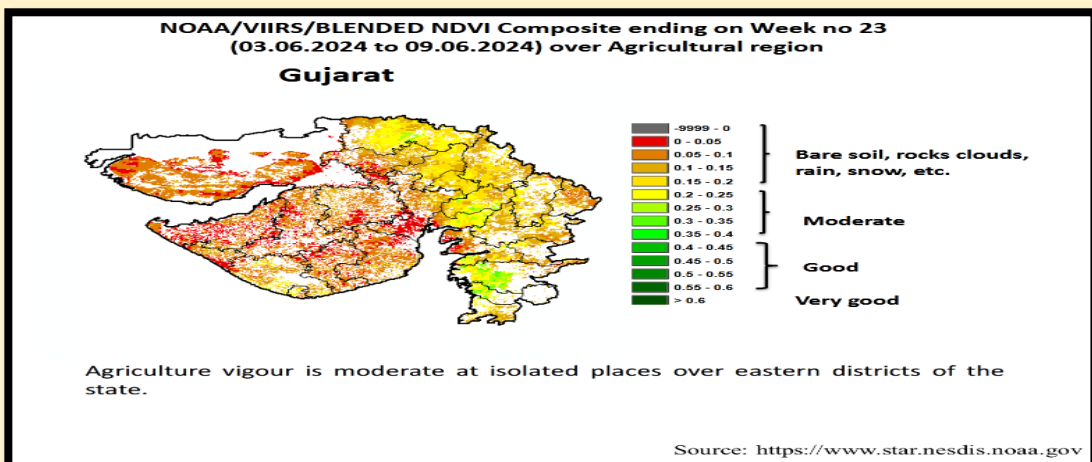 NOAA/VIIRS/BLENDED NDVI Composite ending on Week no 23
(03.06.2024 to 09.06.2024) over Agricultural region
Gujarat
-9999 - 0
0 - 0.05
0.05 - 0.1
0.1 - 0.15
0.15 - 0.2
0.2 - 0.25
0.25 - 0.3
0.3 - 0.35
0.35 - 0.4
0.4 - 0.45
0.45 - 0.5
0.5 - 0.55
0.55 - 0.6
> 0.6
Bare soil, rocks clouds,
rain, snow, etc.
Moderate
Good
Very good
Agriculture vigour is moderate at isolated places over eastern districts of the
state.
Source: https://www.star.nesdis.noaa.gov